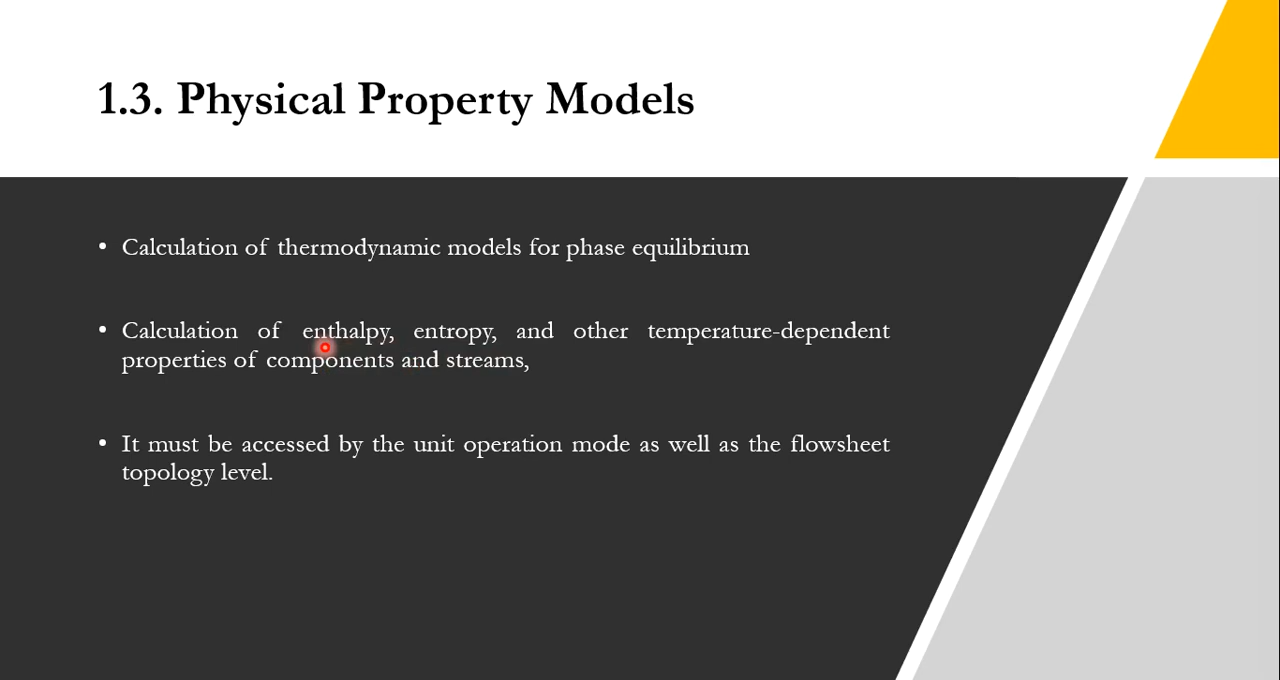 1.3. Physical Property Models
• Calculation of thermodynamic models for phase equilibrium
• Calculation of enthalpy, entropy, and other temperature-dependent
properties of components and streams,
• It must be accessed by the unit operation mode as well as the flowsheet
topology level.